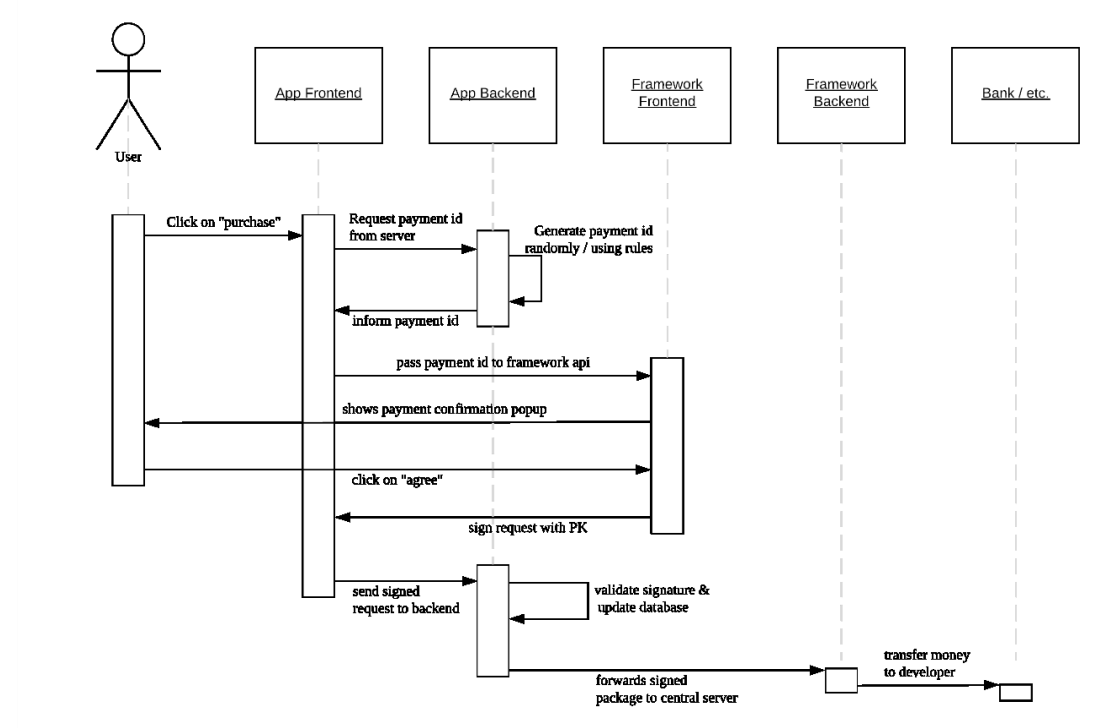 User
App Frontend
App Backend
Framework
Frontend
Framework
Backend
Bank / etc.
Click on "purchase"
Request payment id
from server
Generate payment id
randomly / using rules
inform payment id
pass payment id to framework api
shows payment confirmation popup
click on "agree"
sign request with PK
send signed
request to backend
validate signature &
update database
forwards signed
package to central server
transfer money
to developer